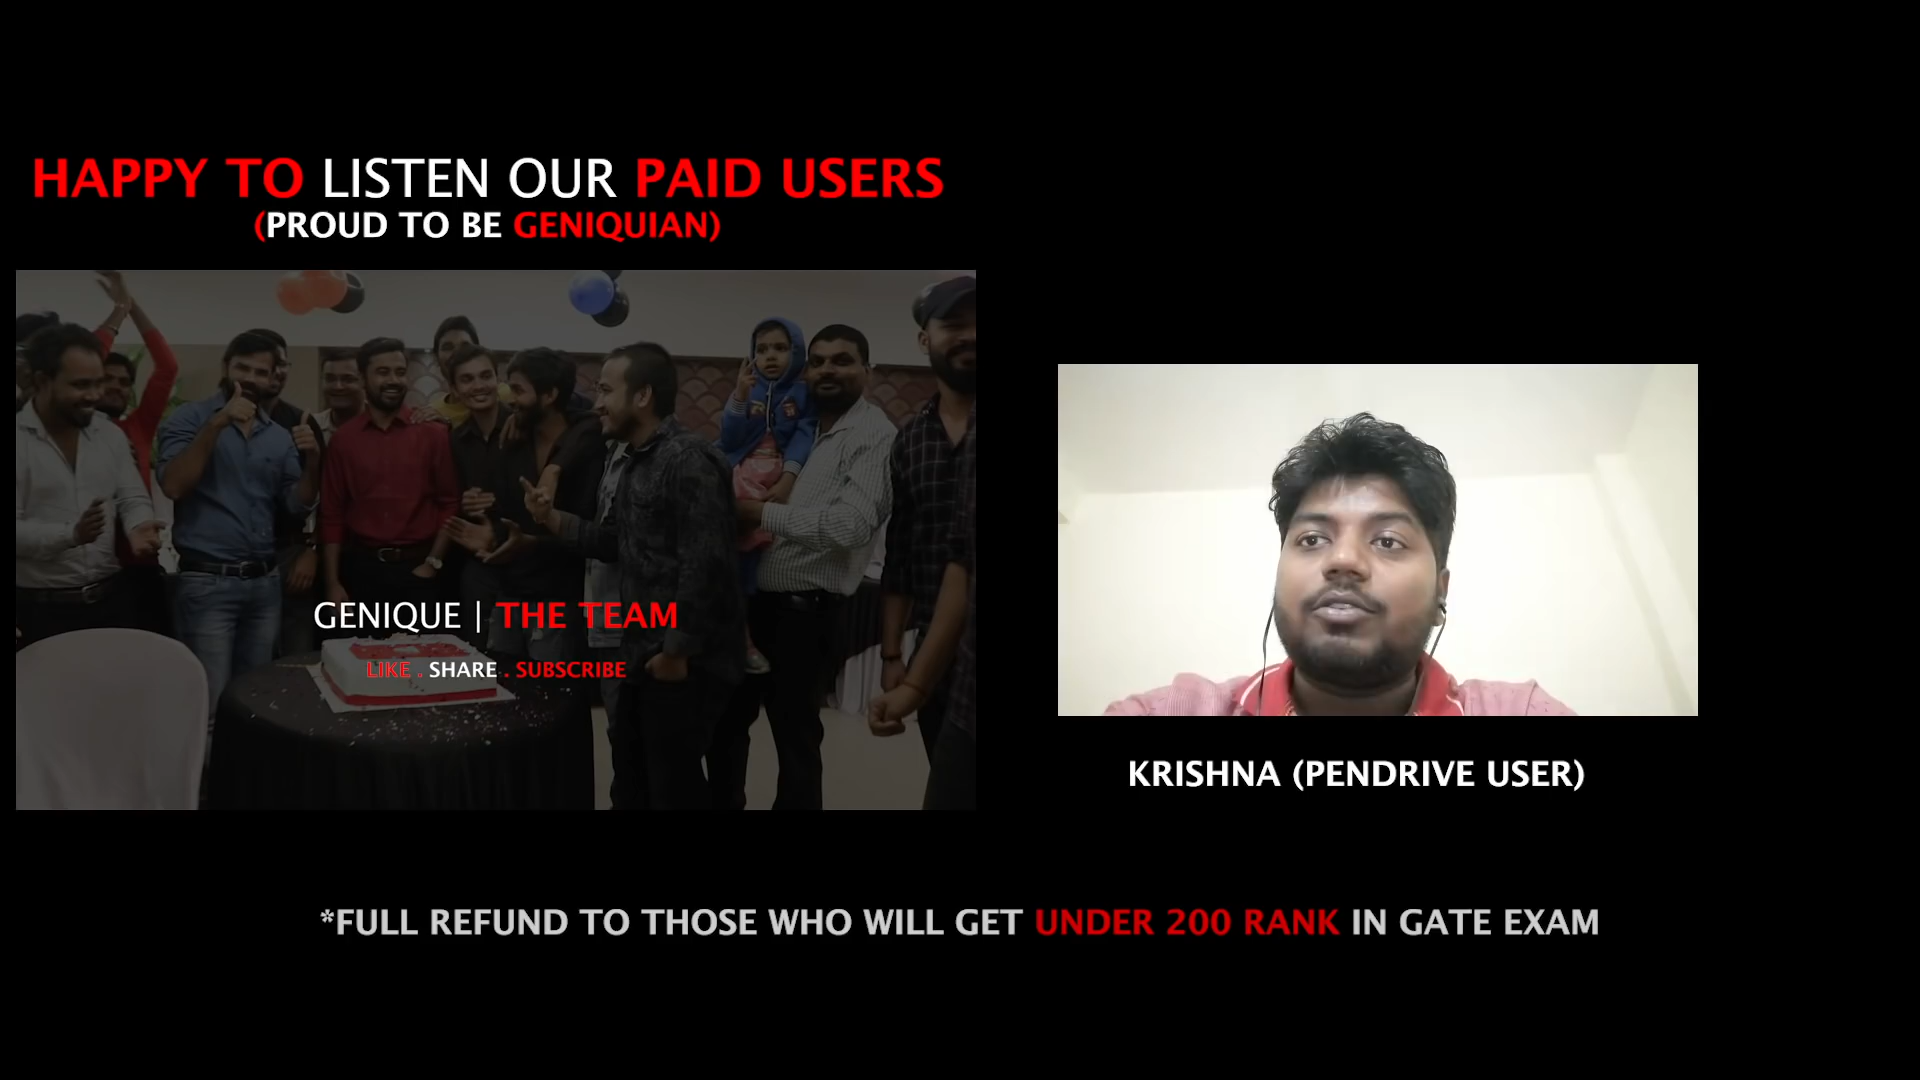 HAPPY TO LISTEN OUR PAID USERS
(PROUD TO BE GENIQUIAN)
GENIQUE | THE TEAM
LIKE . SHARE . SUBSCRIBE
KRISHNA (PENDRIVE USER)
*FULL REFUND TO THOSE WHO WILL GET UNDER 200 RANK IN GATE EXAM